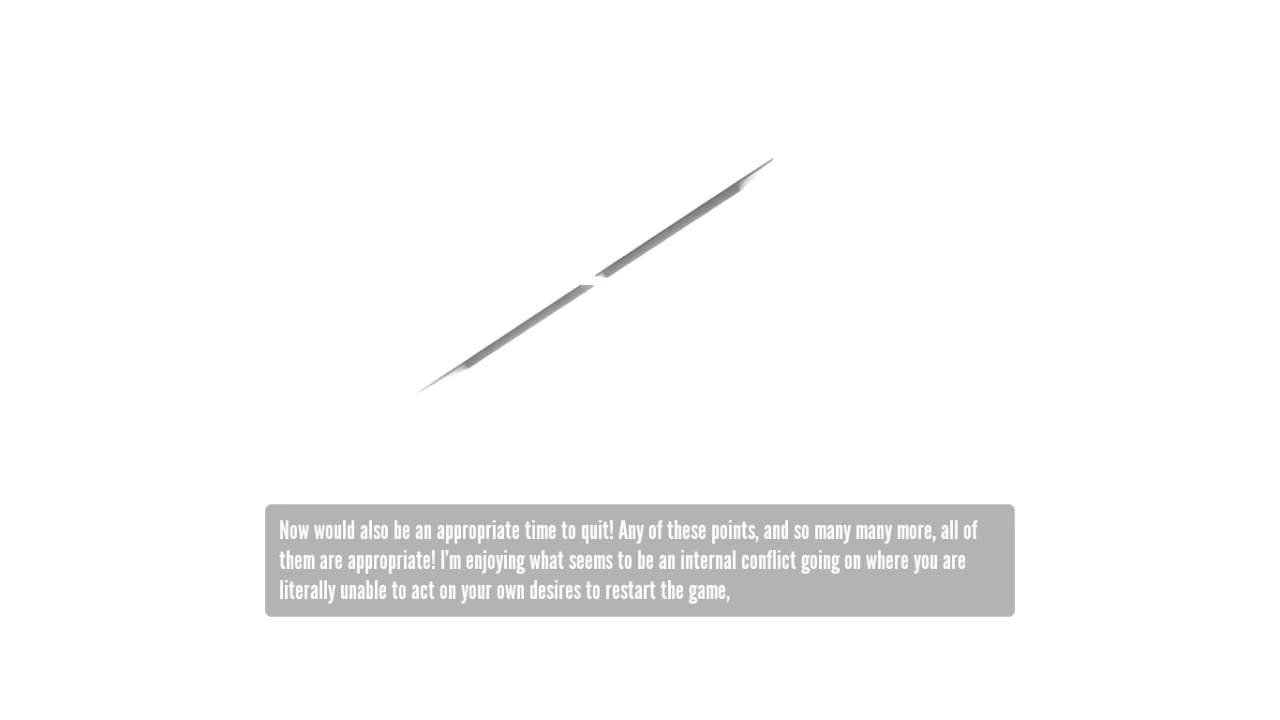 Now would also be an appropriate time to quit! Any of these points, and so many many more, all of
them are appropriate! I'm enjoying what seems to be an internal conflict going on where you are
literally unable to act on your own desires to restart the game,